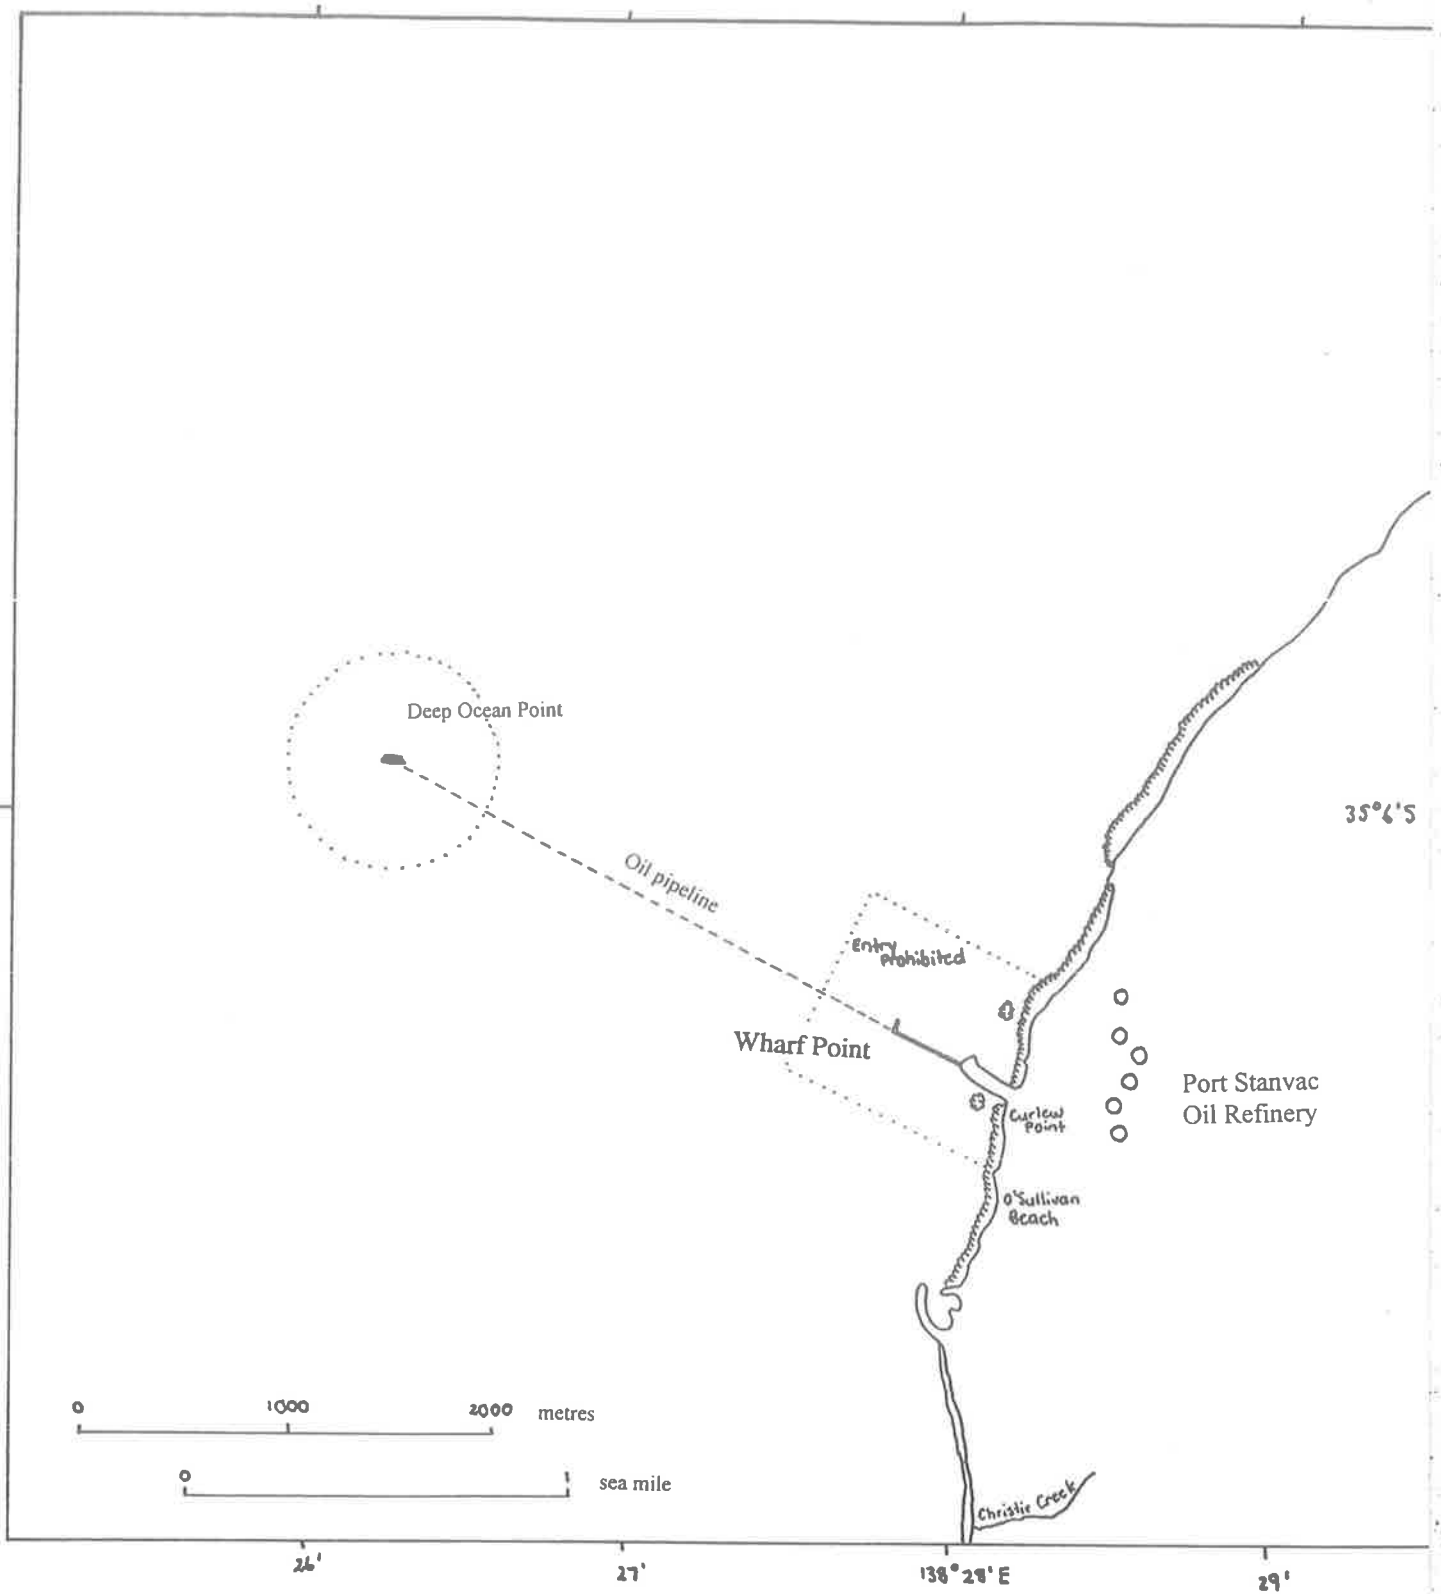 Deep Ocean Point
35°6'S
Oil pipeline
Entry
Prohibited
Wharf Point
Port Stanvac
Oil Refinery
Curlew
Point
O'Sullivan
Beach
0 1000 2000 metres
0 1 sea mile
Christie Creek
26' 27' 138°28'E 29'